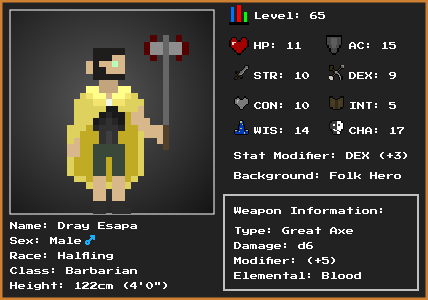 Level: 65
HP: 11 AC: 15
STR: 10 DEX: 9
CON: 10 INT: 5
WIS: 14 CHA: 17
Stat Modifier: DEX (+3)
Background: Folk Hero
Name: Dray Esapa
Sex: Male♂
Race: Halfling
Class: Barbarian
Height: 122cm (4'0")
Weapon Information:
Type: Great Axe
Damage: d6
Modifier: (+5)
Elemental: Blood